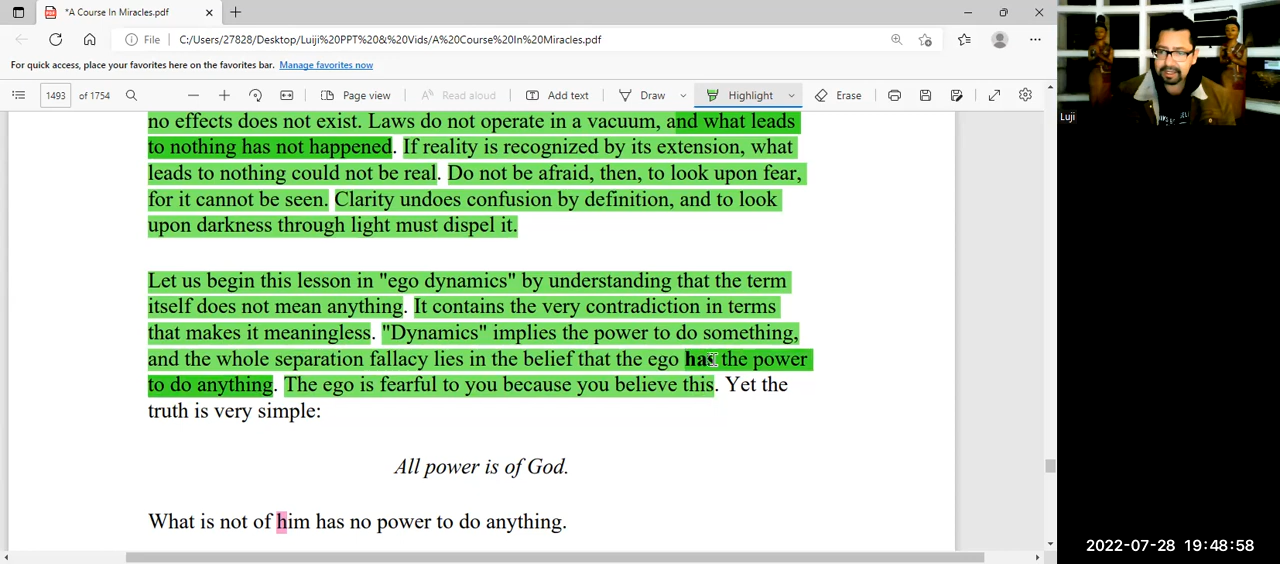 *A Course In Miracles.pdf
File
C:/Users/27828/Desktop/Luiji%20PPT%20&%20Vids/A%20Course%20In%20Miracles.pdf
For quick access, place your favorites here on the favorites bar. Manage favorites now
1493 of 1754 Page view Read aloud Add text Draw Highlight Erase
no effects does not exist. Laws do not operate in a vacuum, and what leads
to nothing has not happened. If reality is recognized by its extension, what
leads to nothing could not be real. Do not be afraid, then, to look upon fear,
for it cannot be seen. Clarity undoes confusion by definition, and to look
upon darkness through light must dispel it.
Let us begin this lesson in "ego dynamics" by understanding that the term
itself does not mean anything. It contains the very contradiction in terms
that makes it meaningless. "Dynamics" implies the power to do something,
and the whole separation fallacy lies in the belief that the ego has the power
to do anything. The ego is fearful to you because you believe this. Yet the
truth is very simple:
All power is of God.
What is not of him has no power to do anything.
Luji
2022-07-28 19:48:58